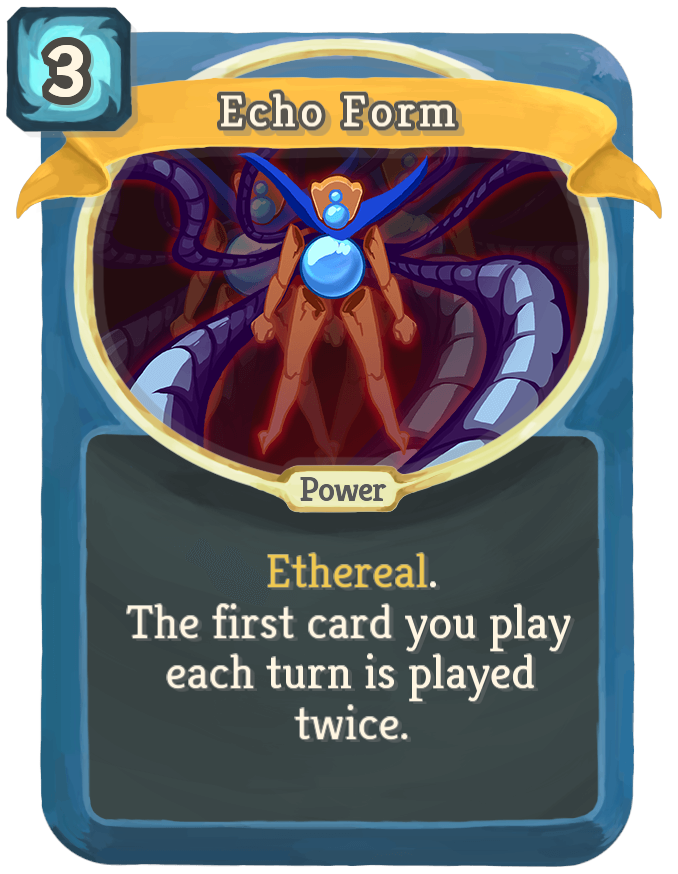 3
Echo Form
Power
Ethereal.
The first card you play
each turn is played
twice.